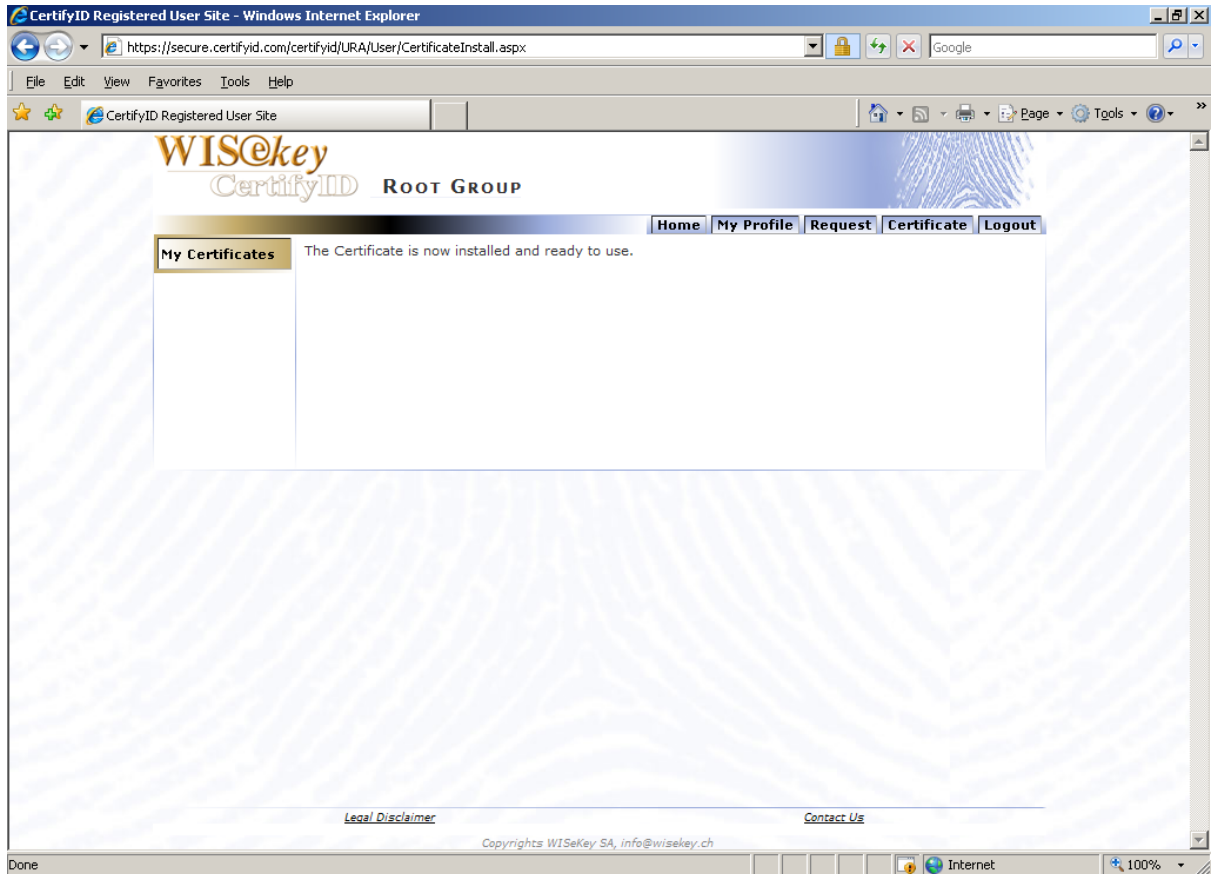 CertifyID Registered User Site - Windows Internet Explorer
https://secure.certifyid.com/certifyid/URA/User/CertificateInstall.aspx Google
File Edit View Favorites Tools Help
CertifyID Registered User Site Page Tools »
WIS@key
CertifyID ROOT GROUP
Home My Profile Request Certificate Logout
My Certificates The Certificate is now installed and ready to use.
Legal Disclaimer Contact Us
Copyrights WISeKey SA, info@wisekey.ch
Done Internet 100%